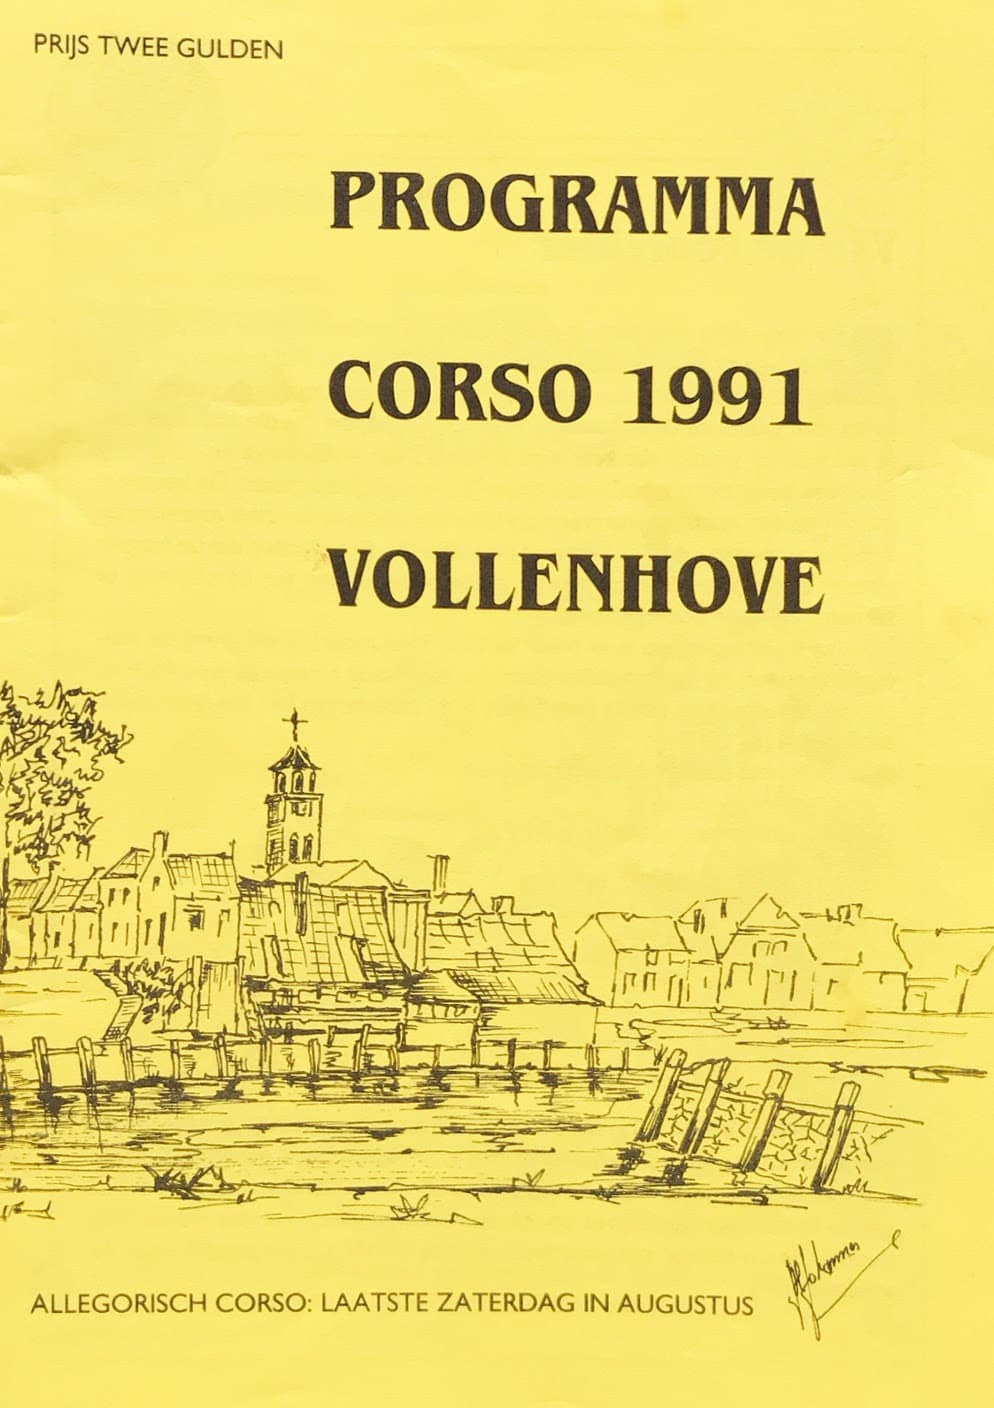 PRIJS TWEE GULDEN
PROGRAMMA
CORSO 1991
VOLLENHOVE
ALLEGORISCH CORSO: LAATSTE ZATERDAG IN AUGUSTUS